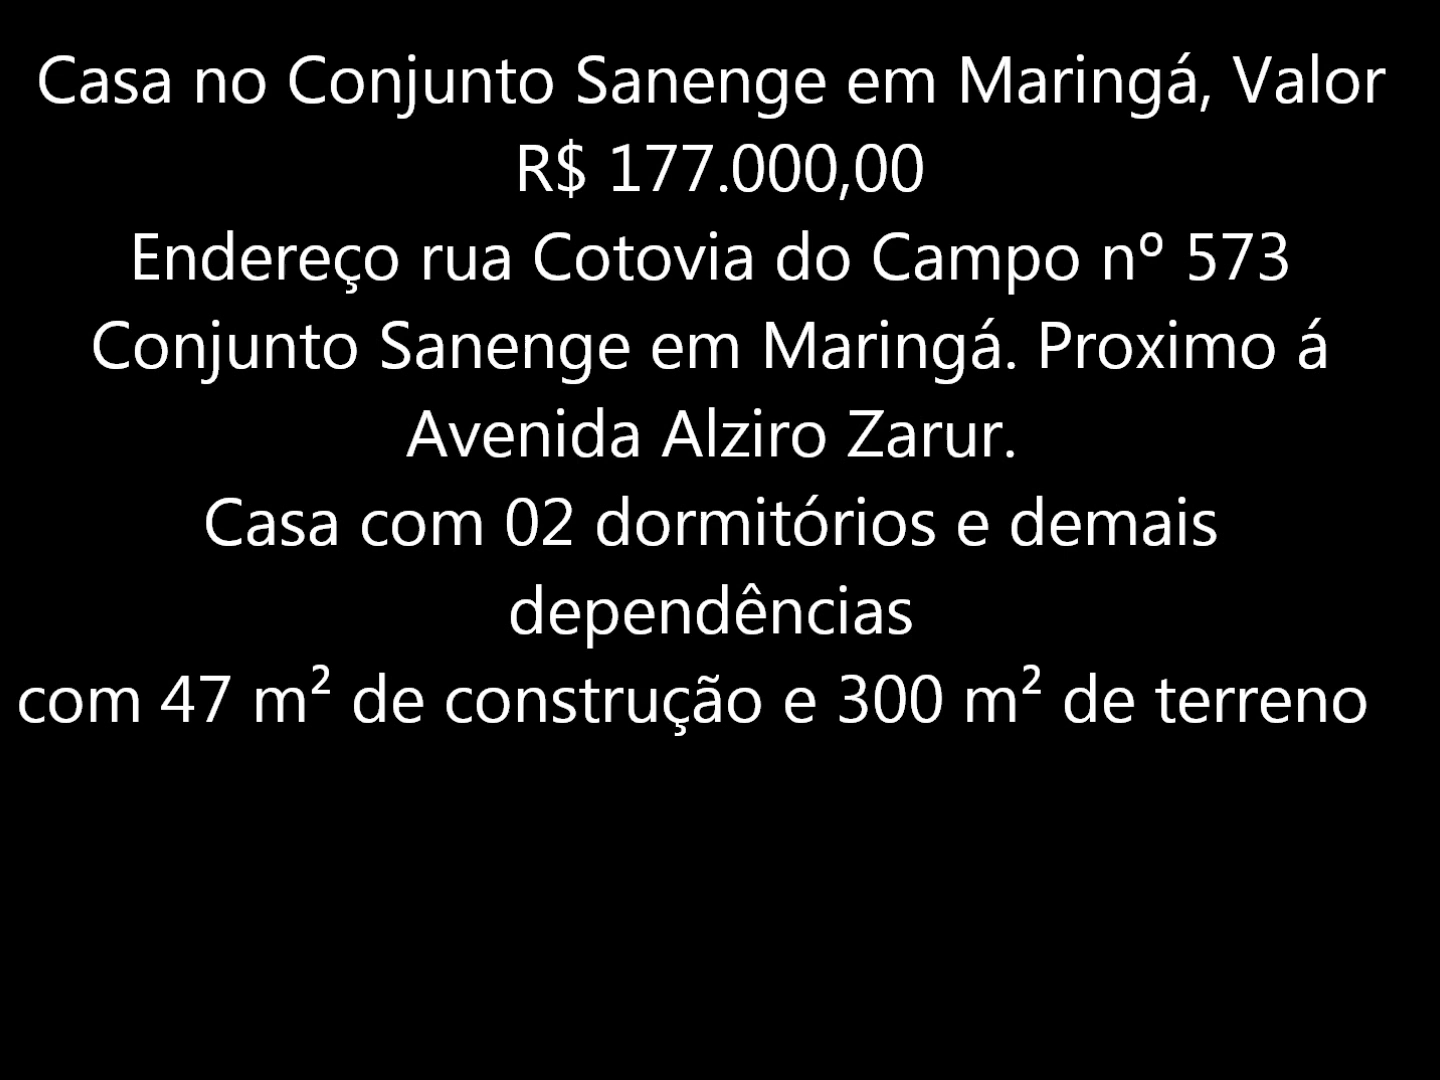 Casa no Conjunto Sanenge em Maringá, Valor
R$ 177.000,00
Endereço rua Cotovia do Campo nº 573
Conjunto Sanenge em Maringá. Proximo á
Avenida Alziro Zarur.
Casa com 02 dormitórios e demais
dependências
com 47 m² de construção e 300 m² de terreno